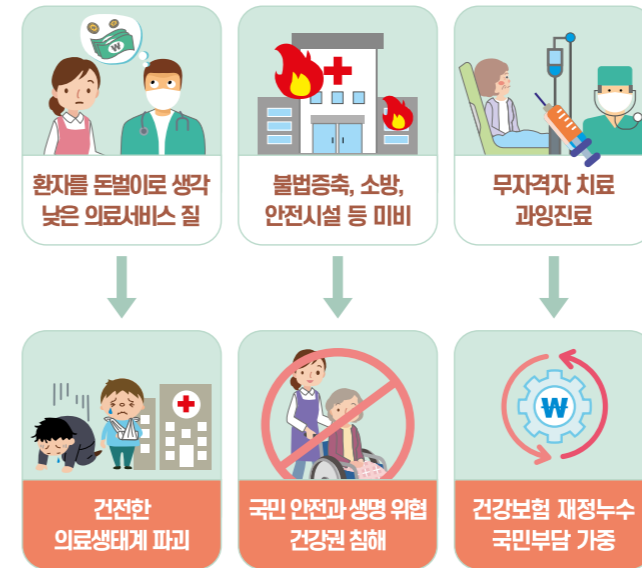 환자를 돈벌이로 생각
낮은 의료서비스 질
불법증축, 소방,
안전시설 등 미비
무자격자 치료
과잉진료
건전한
의료생태계 파괴
국민 안전과 생명 위협
건강권 침해
건강보험 재정누수
국민부담 가중
₩
₩